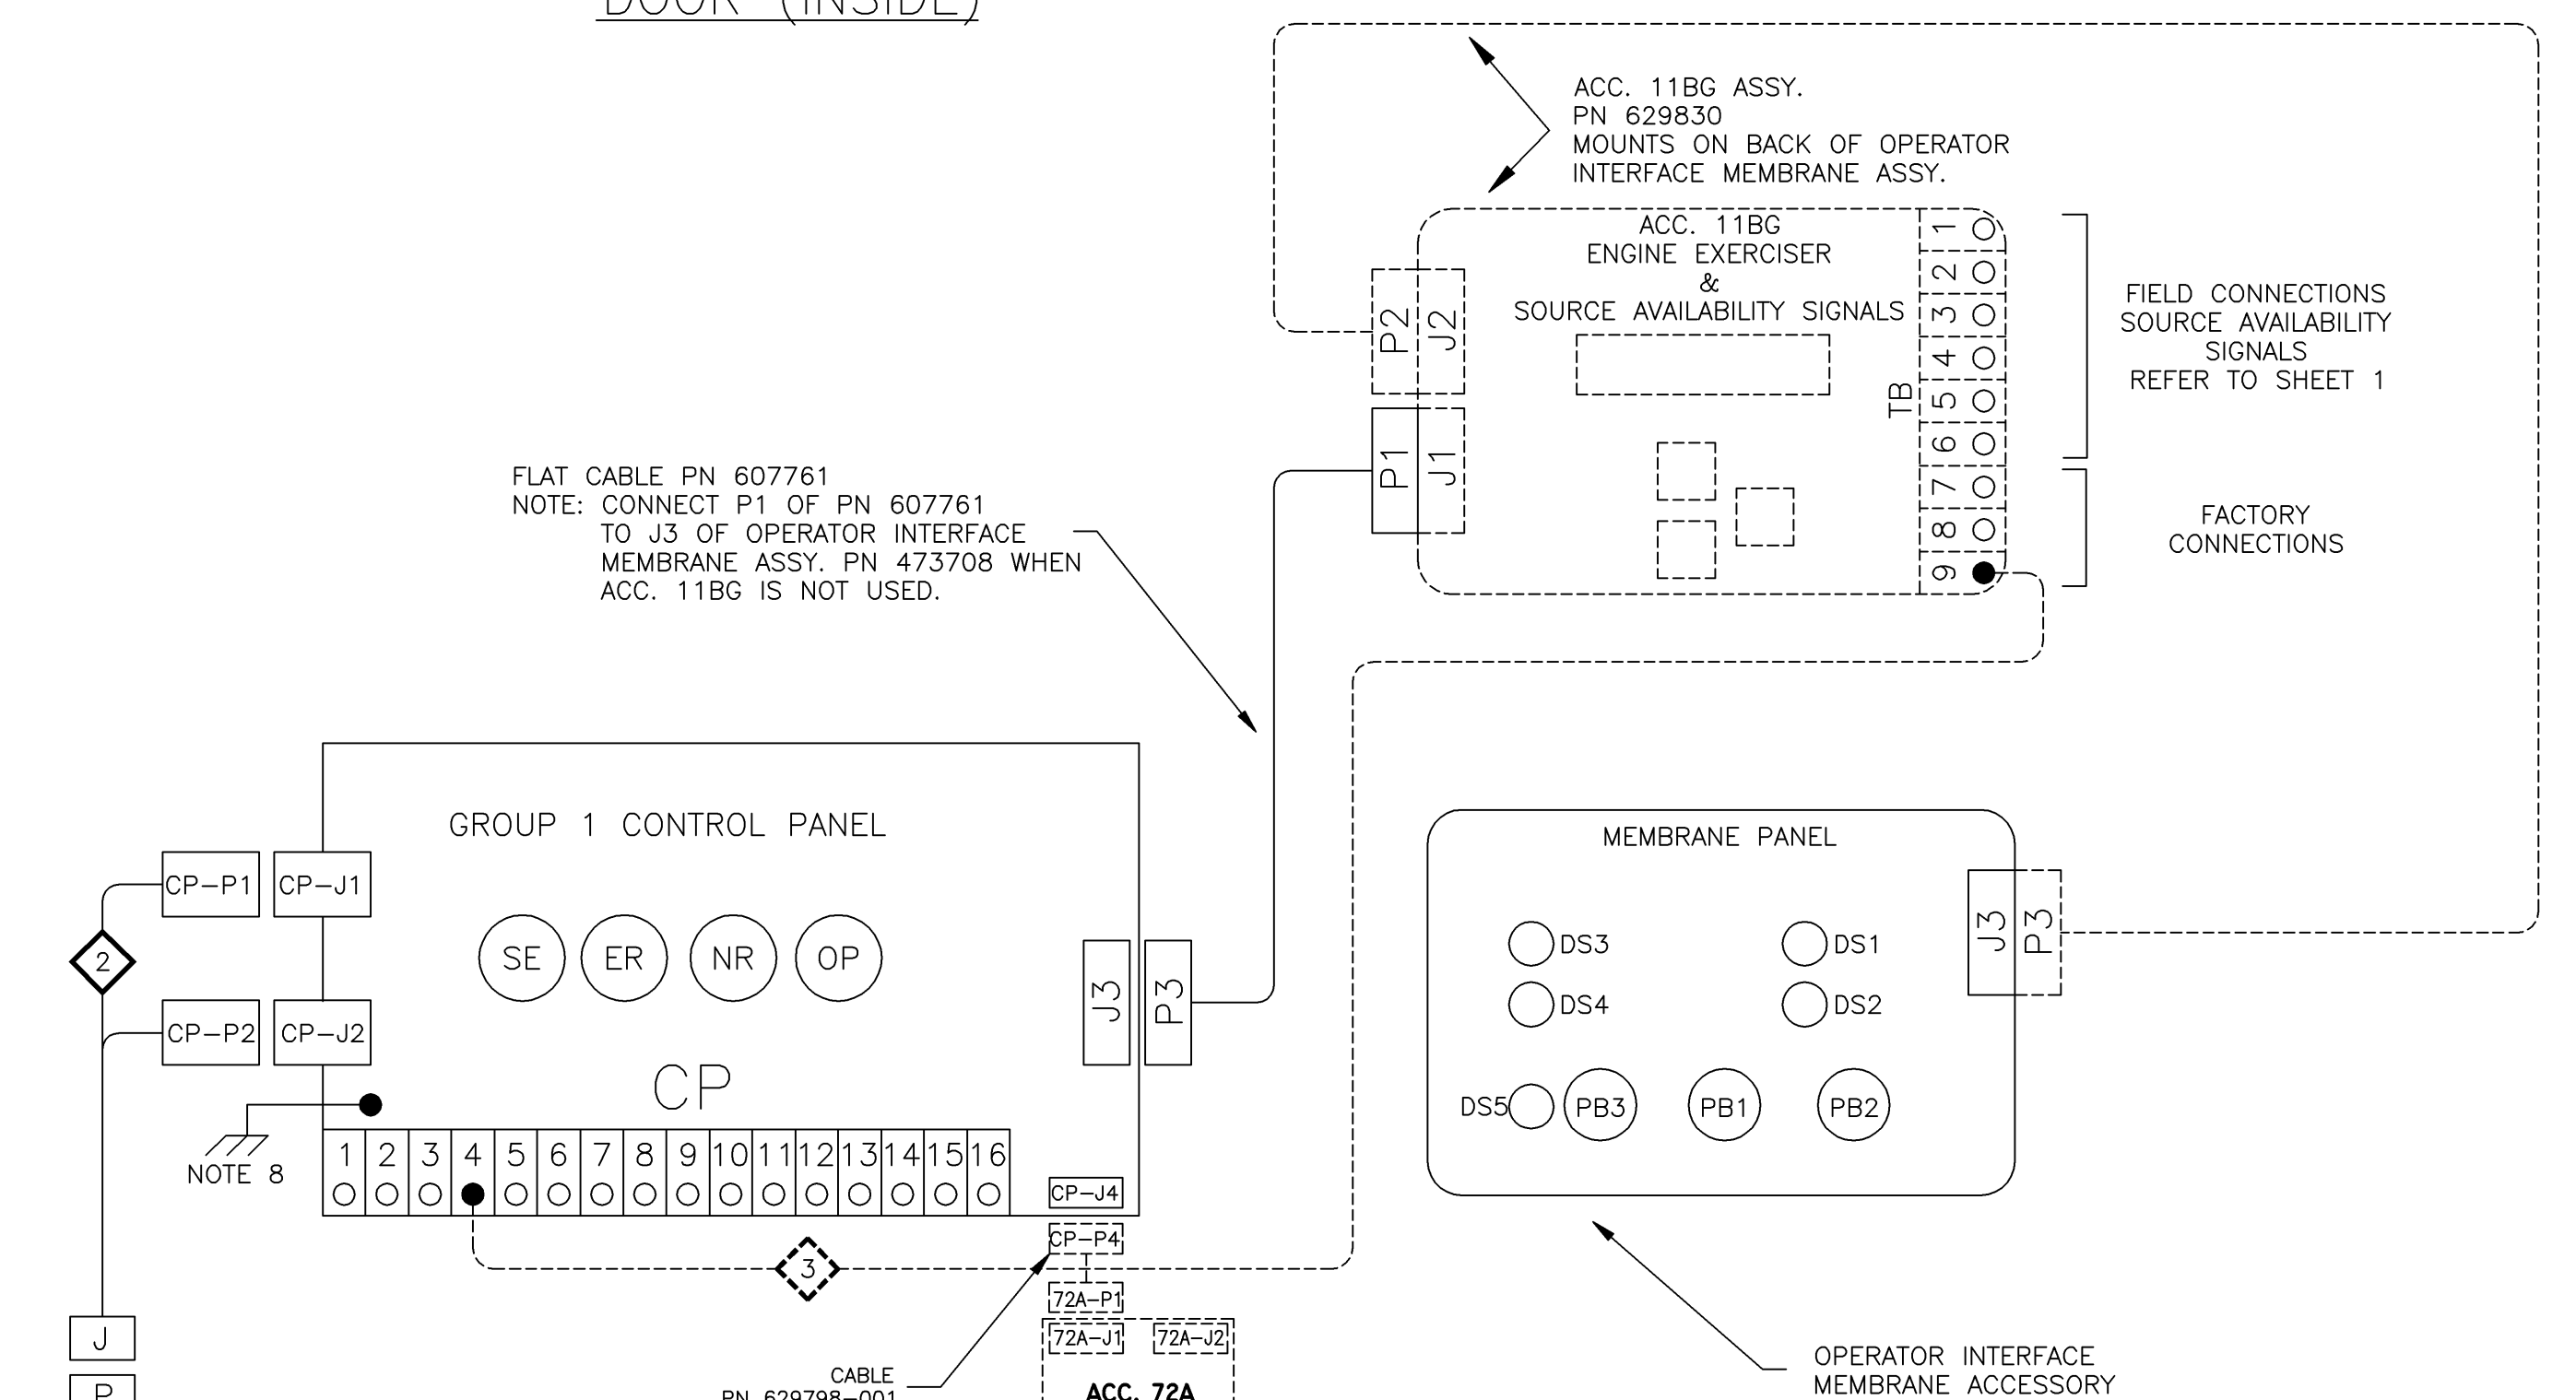 DOOR (INSIDE)
ACC. 11BG ASSY.
PN 629830
MOUNTS ON BACK OF OPERATOR
INTERFACE MEMBRANE ASSY.
ACC. 11BG
ENGINE EXERCISER
&
SOURCE AVAILABILITY SIGNALS
P2 J2
P1 J1
TB
1
2
3
4
5
6
7
8
9
FIELD CONNECTIONS
SOURCE AVAILABILITY
SIGNALS
REFER TO SHEET 1
FACTORY
CONNECTIONS
FLAT CABLE PN 607761
NOTE: CONNECT P1 OF PN 607761
TO J3 OF OPERATOR INTERFACE
MEMBRANE ASSY. PN 473708 WHEN
ACC. 11BG IS NOT USED.
GROUP 1 CONTROL PANEL
CP-P1 CP-J1
2
SE ER NR OP
CP-P2 CP-J2
J3 P3
CP
NOTE 8
1 2 3 4 5 6 7 8 9 10 11 12 13 14 15 16
CP-J4
CP-P4
3
72A-P1
72A-J1 72A-J2
ACC. 72A
CABLE
PN 629798-001
J
P
MEMBRANE PANEL
DS3 DS1
DS4 DS2
DS5 PB3 PB1 PB2
J3 P3
OPERATOR INTERFACE
MEMBRANE ACCESSORY